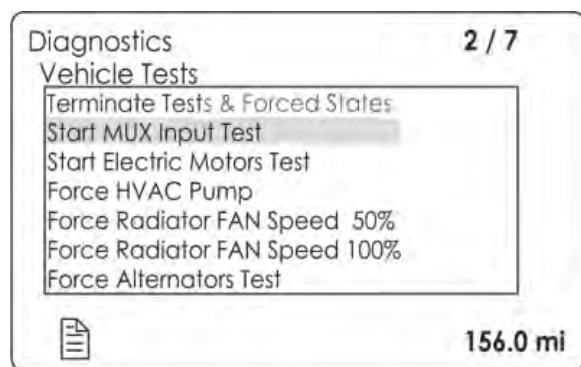 Diagnostics 2 / 7
Vehicle Tests
Terminate Tests & Forced States
Start MUX Input Test
Start Electric Motors Test
Force HVAC Pump
Force Radiator FAN Speed 50%
Force Radiator FAN Speed 100%
Force Alternators Test
156.0 mi